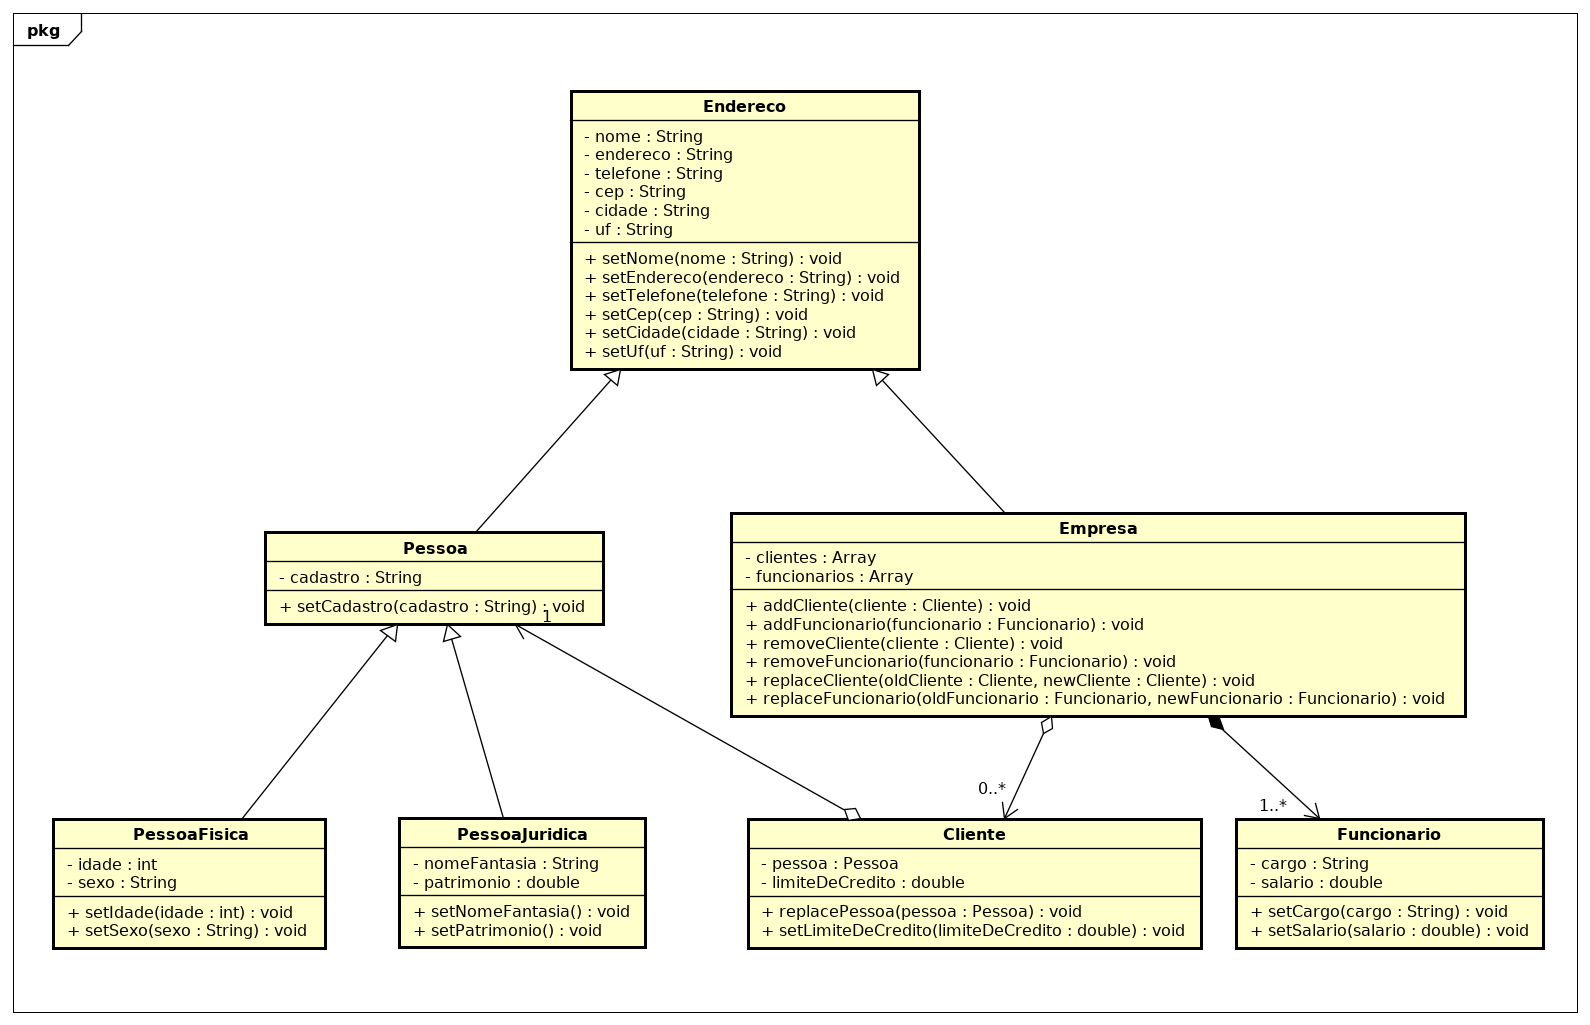 pkg
Endereco
- nome : String
- endereco : String
- telefone : String
- cep : String
- cidade : String
- uf : String
+ setNome(nome : String) : void
+ setEndereco(endereco : String) : void
+ setTelefone(telefone : String) : void
+ setCep(cep : String) : void
+ setCidade(cidade : String) : void
+ setUf(uf : String) : void
Pessoa
- cadastro : String
+ setCadastro(cadastro : String) : void
1
Empresa
- clientes : Array
- funcionarios : Array
+ addCliente(cliente : Cliente) : void
+ addFuncionario(funcionario : Funcionario) : void
+ removeCliente(cliente : Cliente) : void
+ removeFuncionario(funcionario : Funcionario) : void
+ replaceCliente(oldCliente : Cliente, newCliente : Cliente) : void
+ replaceFuncionario(oldFuncionario : Funcionario, newFuncionario : Funcionario) : void
0..*
1..*
PessoaFisica
- idade : int
- sexo : String
+ setIdade(idade : int) : void
+ setSexo(sexo : String) : void
PessoaJuridica
- nomeFantasia : String
- patrimonio : double
+ setNomeFantasia() : void
+ setPatrimonio() : void
Cliente
- pessoa : Pessoa
- limiteDeCredito : double
+ replacePessoa(pessoa : Pessoa) : void
+ setLimiteDeCredito(limiteDeCredito : double) : void
Funcionario
- cargo : String
- salario : double
+ setCargo(cargo : String) : void
+ setSalario(salario : double) : void